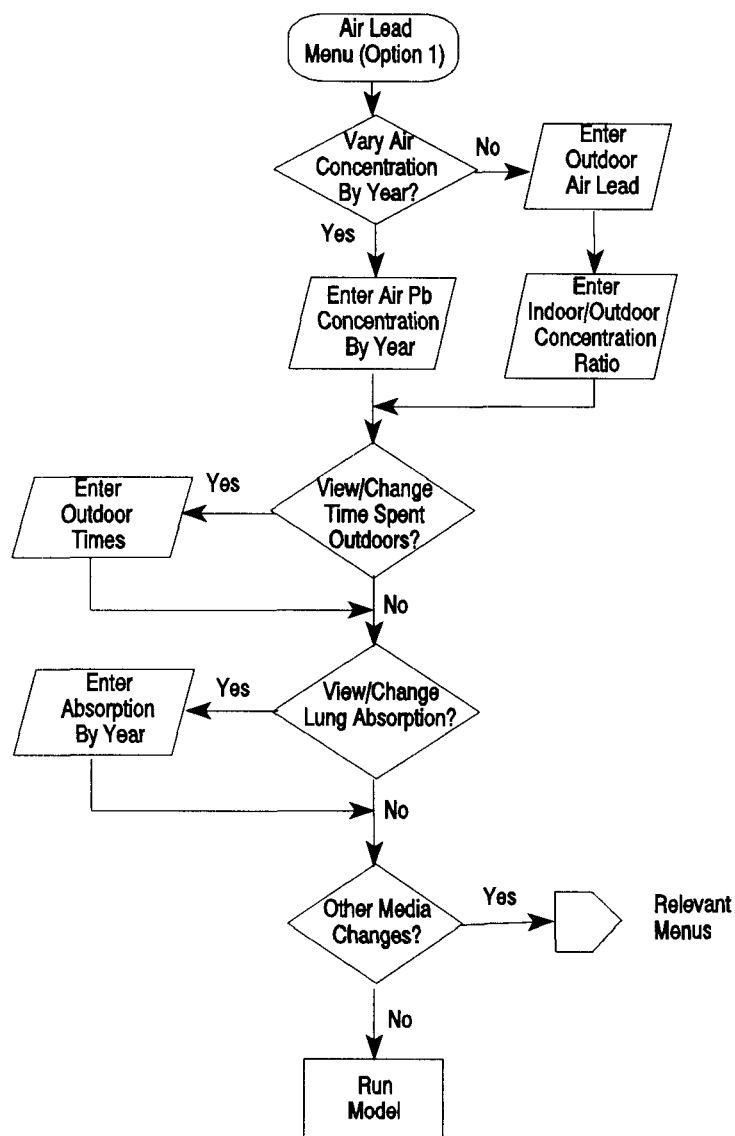 Air Lead
Menu (Option 1)
Vary Air
Concentration
By Year?
No
Enter
Outdoor
Air Lead
Yes
Enter Air Pb
Concentration
By Year
Enter
Indoor/Outdoor
Concentration
Ratio
View/Change
Time Spent
Outdoors?
Yes
Enter
Outdoor
Times
No
View/Change
Lung Absorption?
Yes
Enter
Absorption
By Year
No
Other Media
Changes?
Yes
Relevant
Menus
No
Run
Model